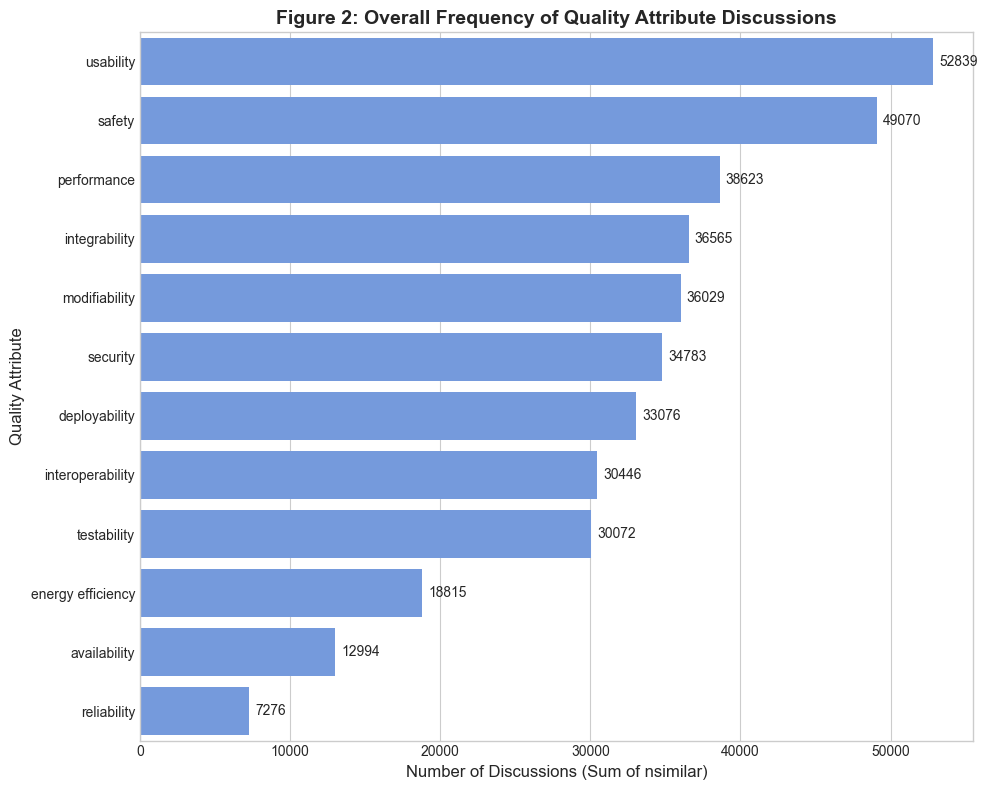 Figure 2: Overall Frequency of Quality Attribute Discussions
Quality Attribute
usability 52839
safety 49070
performance 38623
integrability 36565
modifiability 36029
security 34783
deployability 33076
interoperability 30446
testability 30072
energy efficiency 18815
availability 12994
reliability 7276
0 10000 20000 30000 40000 50000
Number of Discussions (Sum of nsimilar)